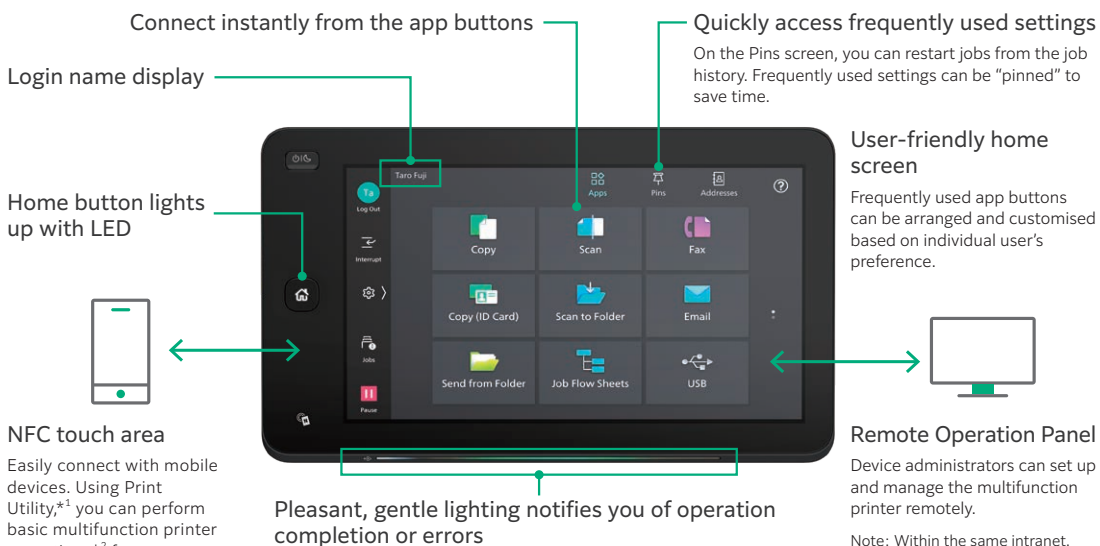 Connect instantly from the app buttons
Quickly access frequently used settings
On the Pins screen, you can restart jobs from the job
history. Frequently used settings can be "pinned" to
save time.
Login name display
Home button lights
up with LED
User-friendly home
screen
Frequently used app buttons
can be arranged and customised
based on individual user's
preference.
Taro Fuji
Ta
Log Out
Interrupt
Jobs
Pause
Apps
Pins
Addresses
?
Copy
Scan
Fax
Copy (ID Card)
Scan to Folder
Email
Send from Folder
Job Flow Sheets
USB
NFC touch area
Easily connect with mobile
devices. Using Print
Utility,*1 you can perform
basic multifunction printer
Remote Operation Panel
Device administrators can set up
and manage the multifunction
printer remotely.
Note: Within the same intranet.
Pleasant, gentle lighting notifies you of operation
completion or errors